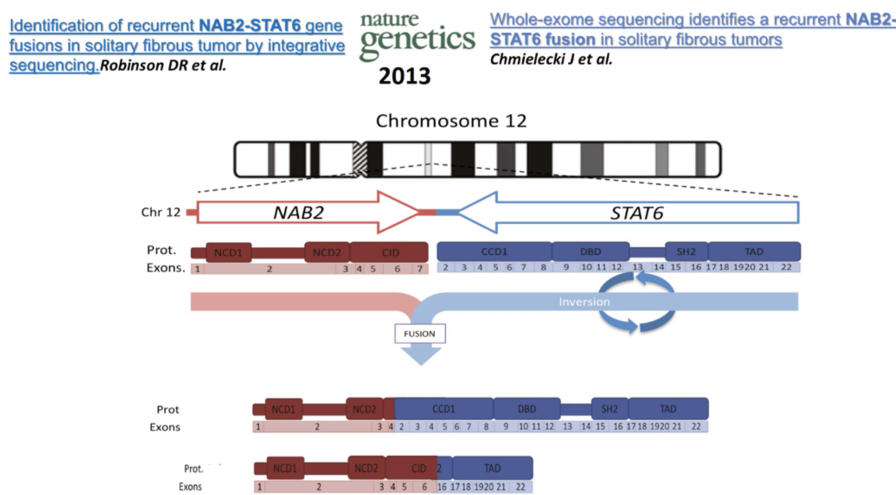 Identification of recurrent NAB2-STAT6 gene
fusions in solitary fibrous tumor by integrative
sequencing. Robinson DR et al.
nature
genetics
2013
Whole-exome sequencing identifies a recurrent NAB2-
STAT6 fusion in solitary fibrous tumors
Chmielecki J et al.
Chromosome 12
Chr 12 NAB2 STAT6
Prot. NCD1 NCD2 CID CCD1 DBD SH2 TAD
Exons. 1 2 3 4 5 6 7 2 3 4 5 6 7 8 9 10 11 12 13 14 15 16 17 18 19 20 21 22
Inversion
FUSION
Prot NCD1 NCD2 CCD1 DBD SH2 TAD
Exons 1 2 3 4 2 3 4 5 6 7 8 9 10 11 12 13 14 15 16 17 18 19 20 21 22
Prot. NCD1 NCD2 CID 2 TAD
Exons 1 2 3 4 5 6 16 17 18 19 20 21 22